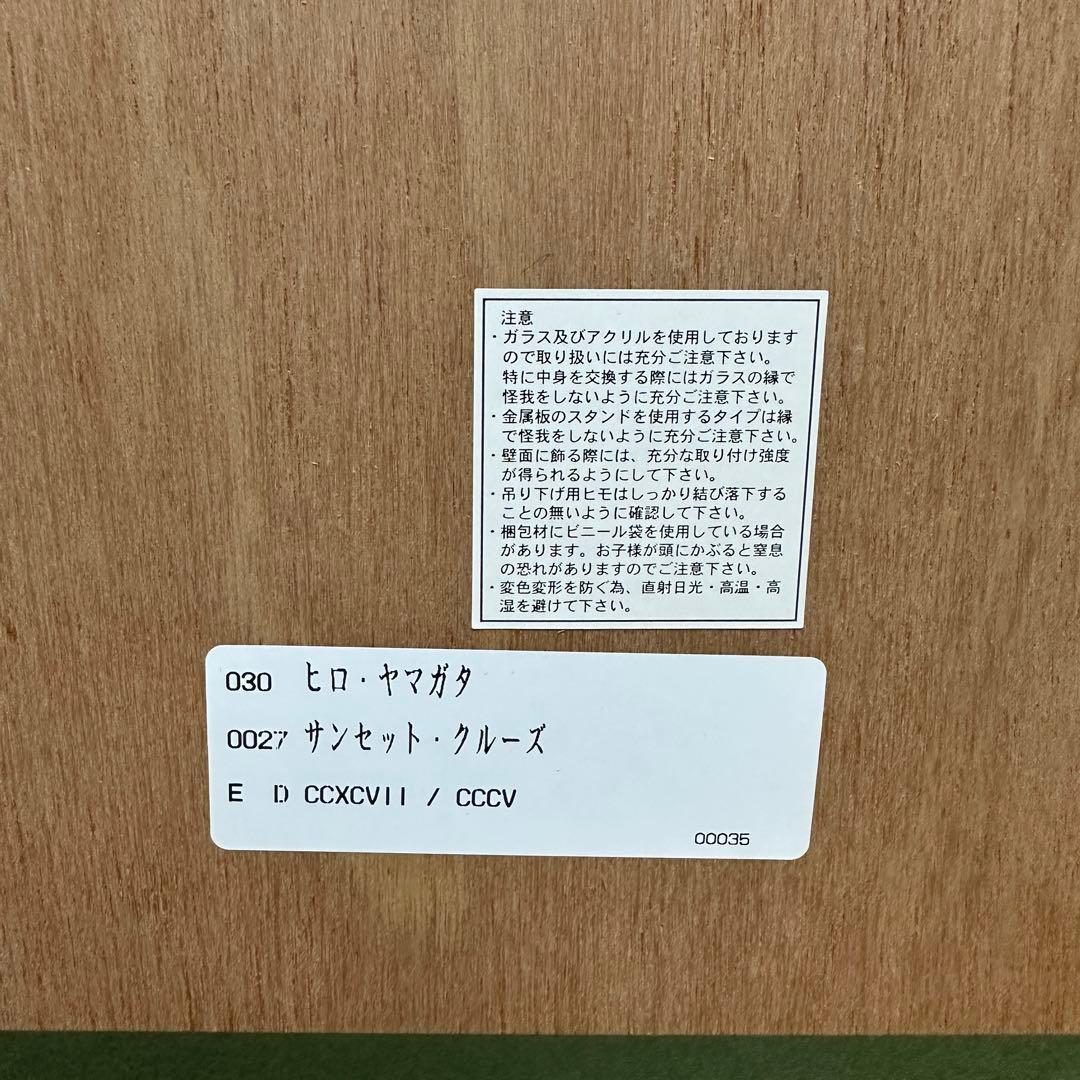 注意
・ガラス及びアクリルを使用しております
ので取り扱いには充分ご注意下さい。
特に中身を交換する際にはガラスの縁で
怪我をしないように充分ご注意下さい。
・金属板のスタンドを使用するタイプは縁
で怪我をしないように充分ご注意下さい。
・壁面に飾る際には、充分な取り付け強度
が得られるようにして下さい。
・吊り下げ用ヒモはしっかり結び落下する
ことの無いように確認して下さい。
・梱包材にビニール袋を使用している場合
があります。お子様が頭にかぶると窒息
の恐れがありますのでご注意下さい。
・変色変形を防ぐ為、直射日光・高温・高
湿を避けて下さい。
030 ヒロ・ヤマガタ
0027 サンセット・クルーズ
E D CCXCVII / CCCV
00035